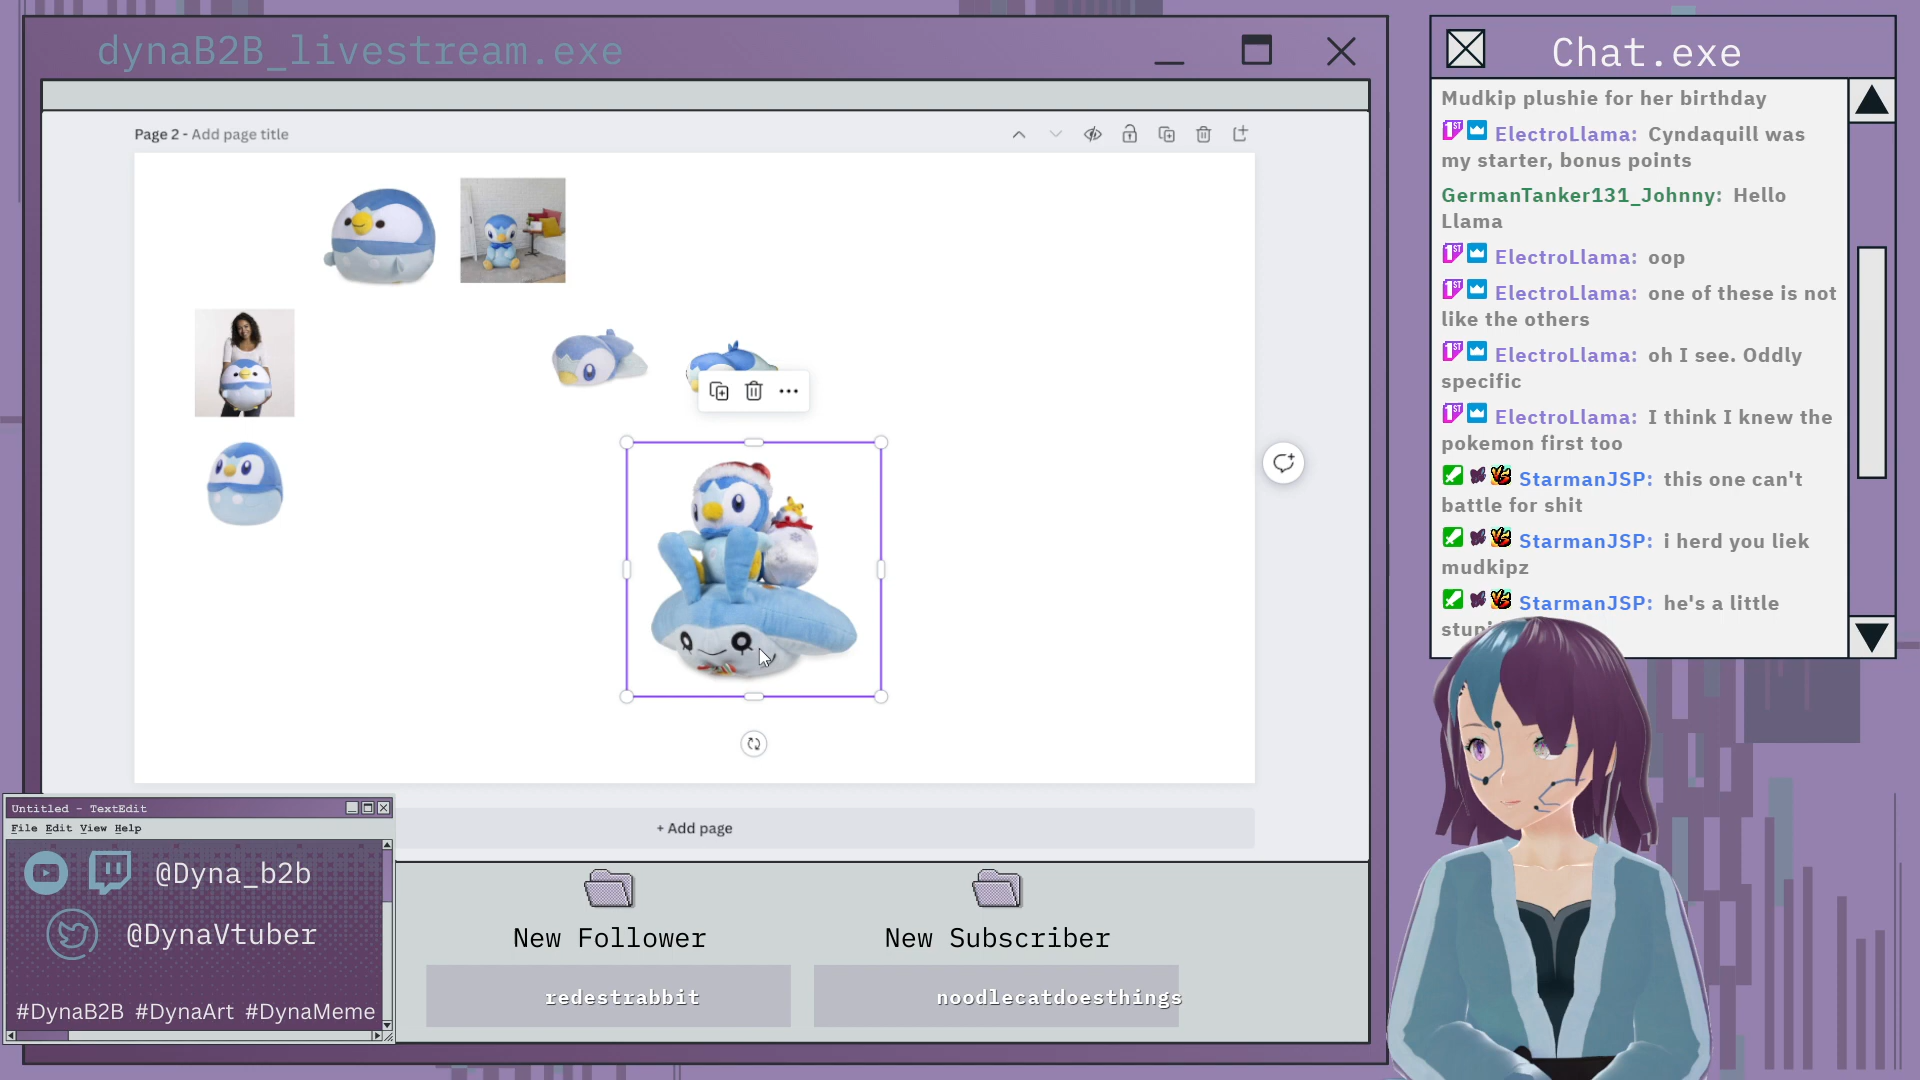 dynaB2B_livestream.exe
Page 2 - Add page title
+ Add page
Chat.exe
Mudkip plushie for her birthday
ElectroLlama: Cyndaquill was
my starter, bonus points
GermanTanker131_Johnny: Hello
Llama
ElectroLlama: oop
ElectroLlama: one of these is not
like the others
ElectroLlama: oh I see. Oddly
specific
ElectroLlama: I think I knew the
pokemon first too
StarmanJSP: this one can't
battle for shit
StarmanJSP: i herd you liek
mudkipz
StarmanJSP: he's a little
Untitled - TextEdit
File Edit View Help
@Dyna_b2b
@DynaVtuber
#DynaB2B #DynaArt #DynaMeme
New Follower
redestrabbit
New Subscriber
noodlecatdoesthings